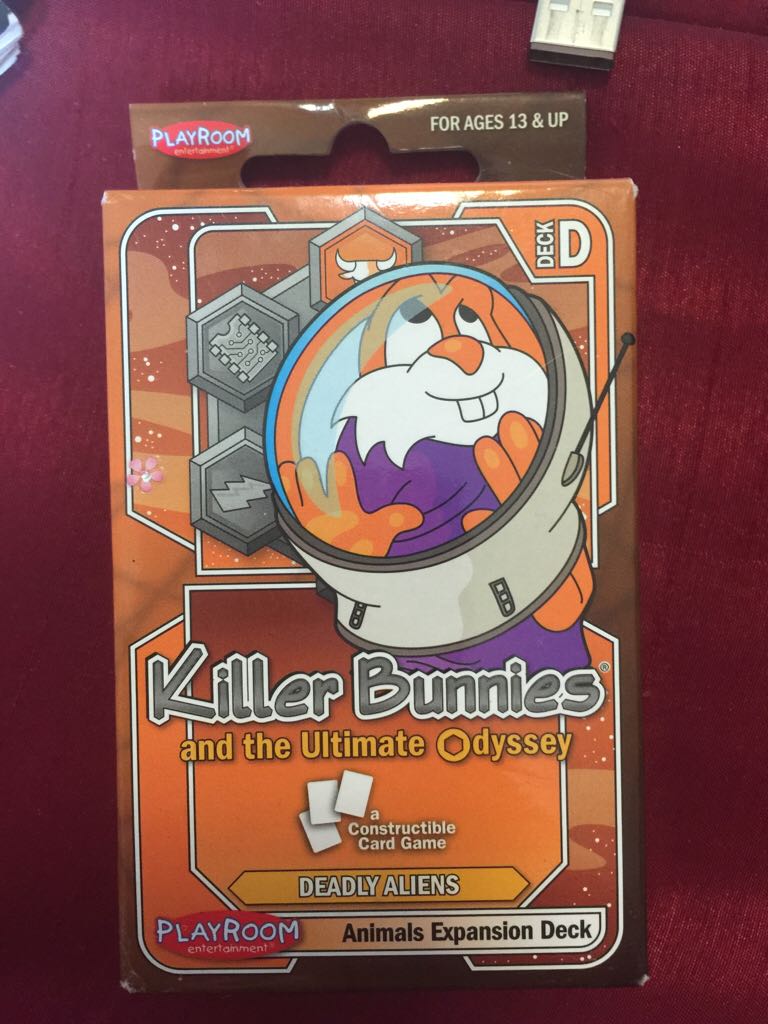 PLAYROOM
entertainment®
FOR AGES 13 & UP
DECK D
Killer Bunnies®
and the Ultimate Odyssey
a
Constructible
Card Game
DEADLY ALIENS
PLAYROOM
entertainment®
Animals Expansion Deck